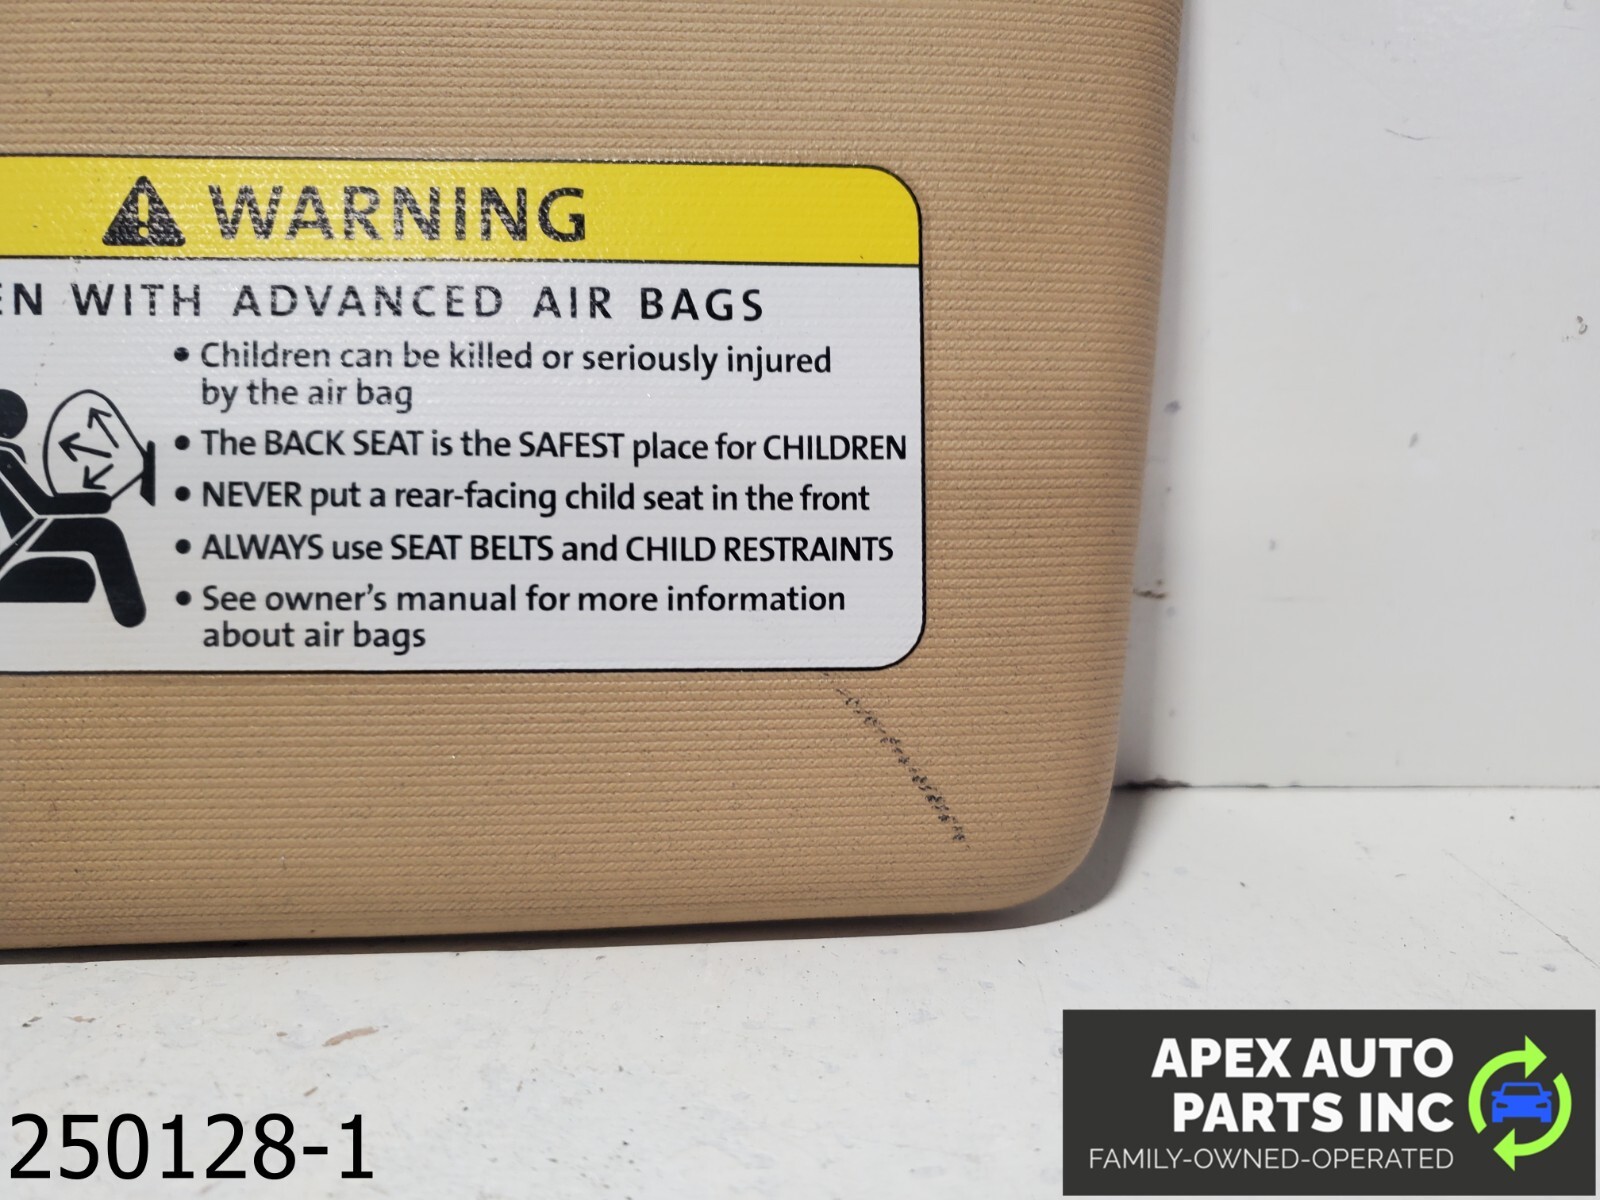 WARNING
EN WITH ADVANCED AIR BAGS
• Children can be killed or seriously injured
by the air bag
• The BACK SEAT is the SAFEST place for CHILDREN
• NEVER put a rear-facing child seat in the front
• ALWAYS use SEAT BELTS and CHILD RESTRAINTS
• See owner's manual for more information
about air bags
250128-1
APEX AUTO
PARTS INC
FAMILY-OWNED-OPERATED